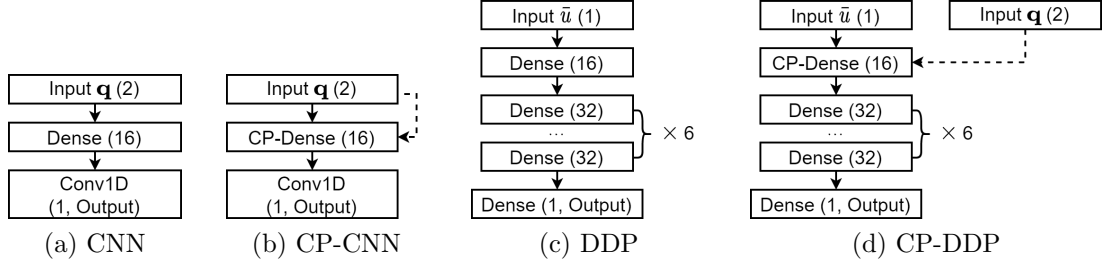 Input q (2)
Dense (16)
Conv1D
(1, Output)
(a) CNN
Input q (2)
CP-Dense (16)
Conv1D
(1, Output)
(b) CP-CNN
Input ū (1)
Dense (16)
Dense (32)
...
Dense (32)
× 6
Dense (1, Output)
(c) DDP
Input ū (1)
Input q (2)
CP-Dense (16)
Dense (32)
...
Dense (32)
× 6
Dense (1, Output)
(d) CP-DDP